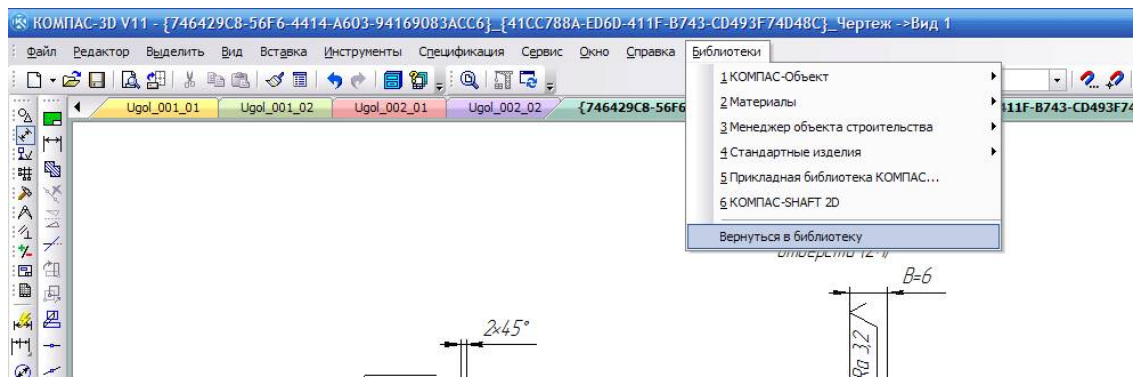 КОМПАС-3D V11 - {746429C8-56F6-4414-A603-94169083ACC6}_{41CC788A-ED6D-411F-B743-CD493F74D48C}_Чертеж ->Вид 1
Файл Редактор Выделить Вид Вставка Инструменты Спецификация Сервис Окно Справка Библиотеки
1 КОМПАС-Объект
Ugol_001_01 Ugol_001_02 Ugol_002_01 Ugol_002_02 {746429C8-56F6 411F-B743-CD493F74
2 Материалы
3 Менеджер объекта строительства
4 Стандартные изделия
5 Прикладная библиотека КОМПАС...
6 КОМПАС-SHAFT 2D
Вернуться в библиотеку
B=6
2×45°
Ra 3,2